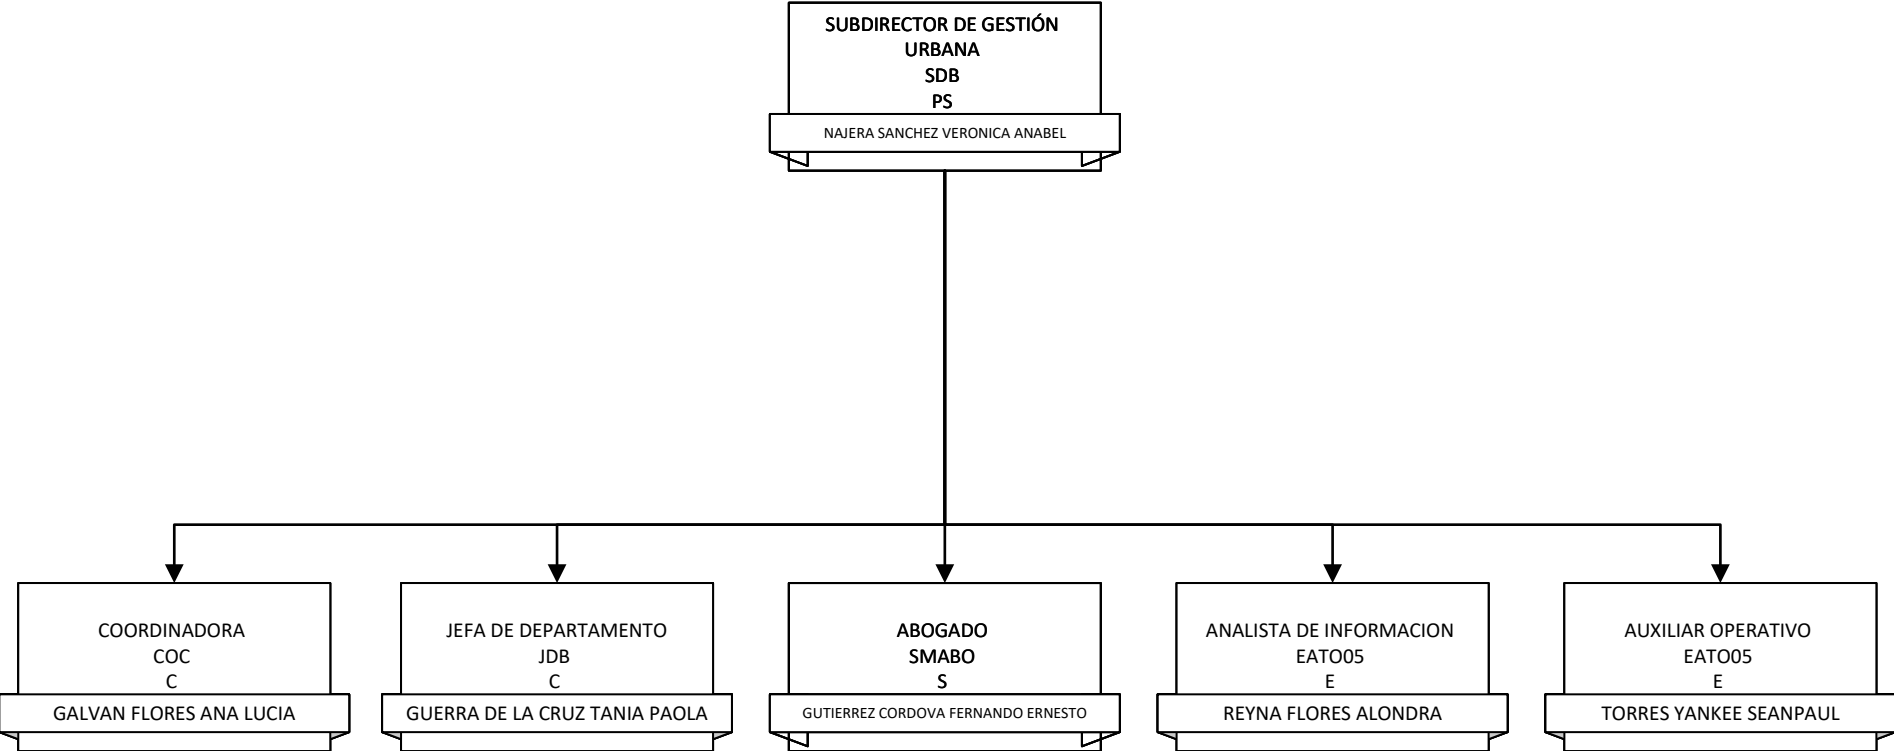 SUBDIRECTOR DE GESTIÓN
URBANA
SDB
PS
NAJERA SANCHEZ VERONICA ANABEL
COORDINADORA
COC
C
GALVAN FLORES ANA LUCIA
JEFA DE DEPARTAMENTO
JDB
C
GUERRA DE LA CRUZ TANIA PAOLA
ABOGADO
SMABO
S
GUTIERREZ CORDOVA FERNANDO ERNESTO
ANALISTA DE INFORMACION
EATO05
E
REYNA FLORES ALONDRA
AUXILIAR OPERATIVO
EATO05
E
TORRES YANKEE SEANPAUL